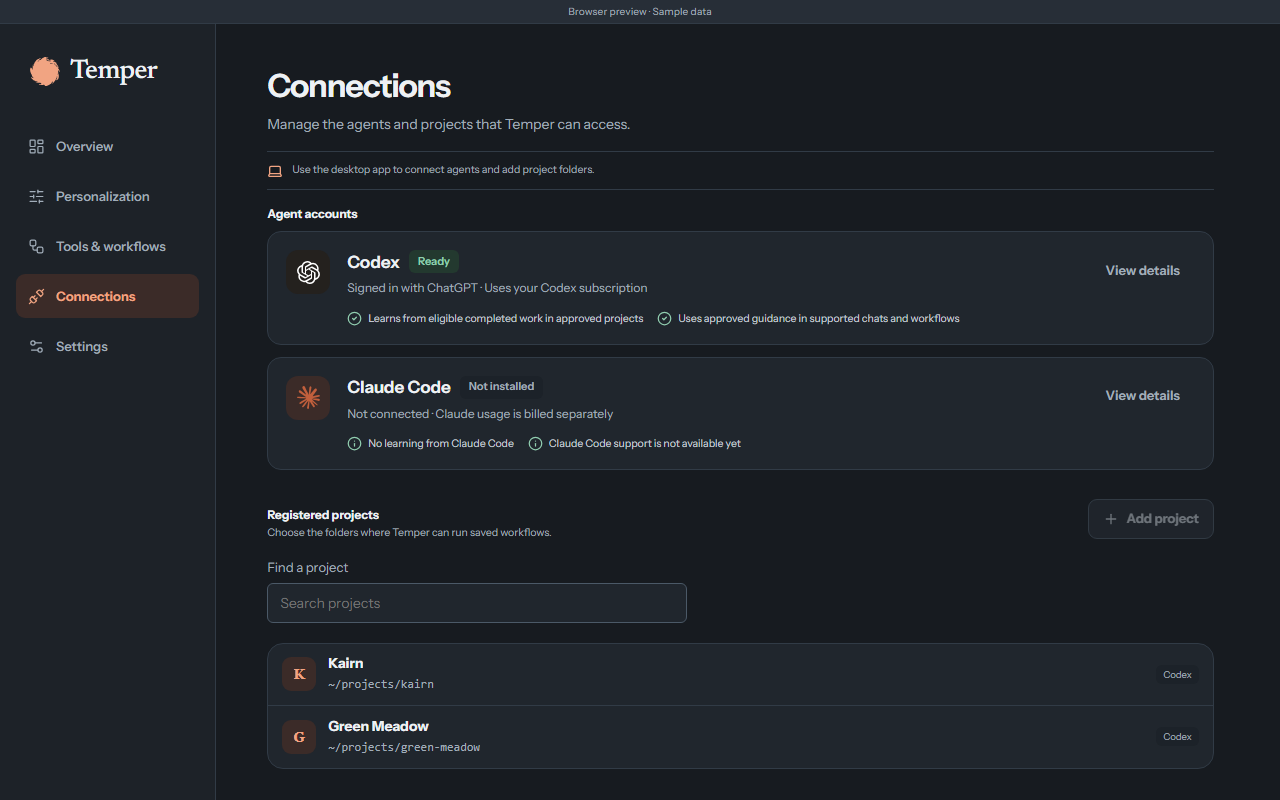 Browser preview · Sample data
Temper
Overview
Personalization
Tools & workflows
Connections
Settings
Connections
Manage the agents and projects that Temper can access.
Use the desktop app to connect agents and add project folders.
Agent accounts
Codex Ready
View details
Signed in with ChatGPT · Uses your Codex subscription
Learns from eligible completed work in approved projects Uses approved guidance in supported chats and workflows
Claude Code Not installed
View details
Not connected · Claude usage is billed separately
No learning from Claude Code Claude Code support is not available yet
Registered projects
Choose the folders where Temper can run saved workflows.
Add project
Find a project
Search projects
K
Kairn
~/projects/kairn
Codex
G
Green Meadow
~/projects/green-meadow
Codex